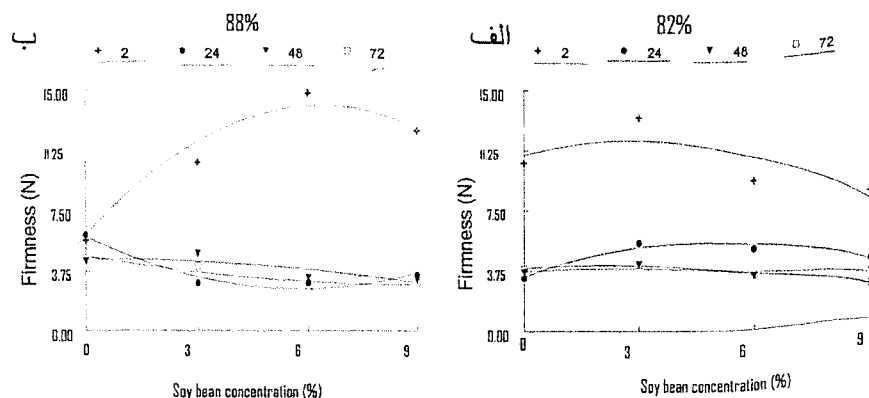 ب
88%
+ 2 ● 24 ▼ 48 □ 72
Firmness (N)
15.00
11.25
7.50
3.75
0.00
0 3 6 9
Soy bean concentration (%)
الف
82%
+ 2 ● 24 ▼ 48 □ 72
Firmness (N)
15.00
11.25
7.50
3.75
0.00
0 3 6 9
Soy bean concentration (%)